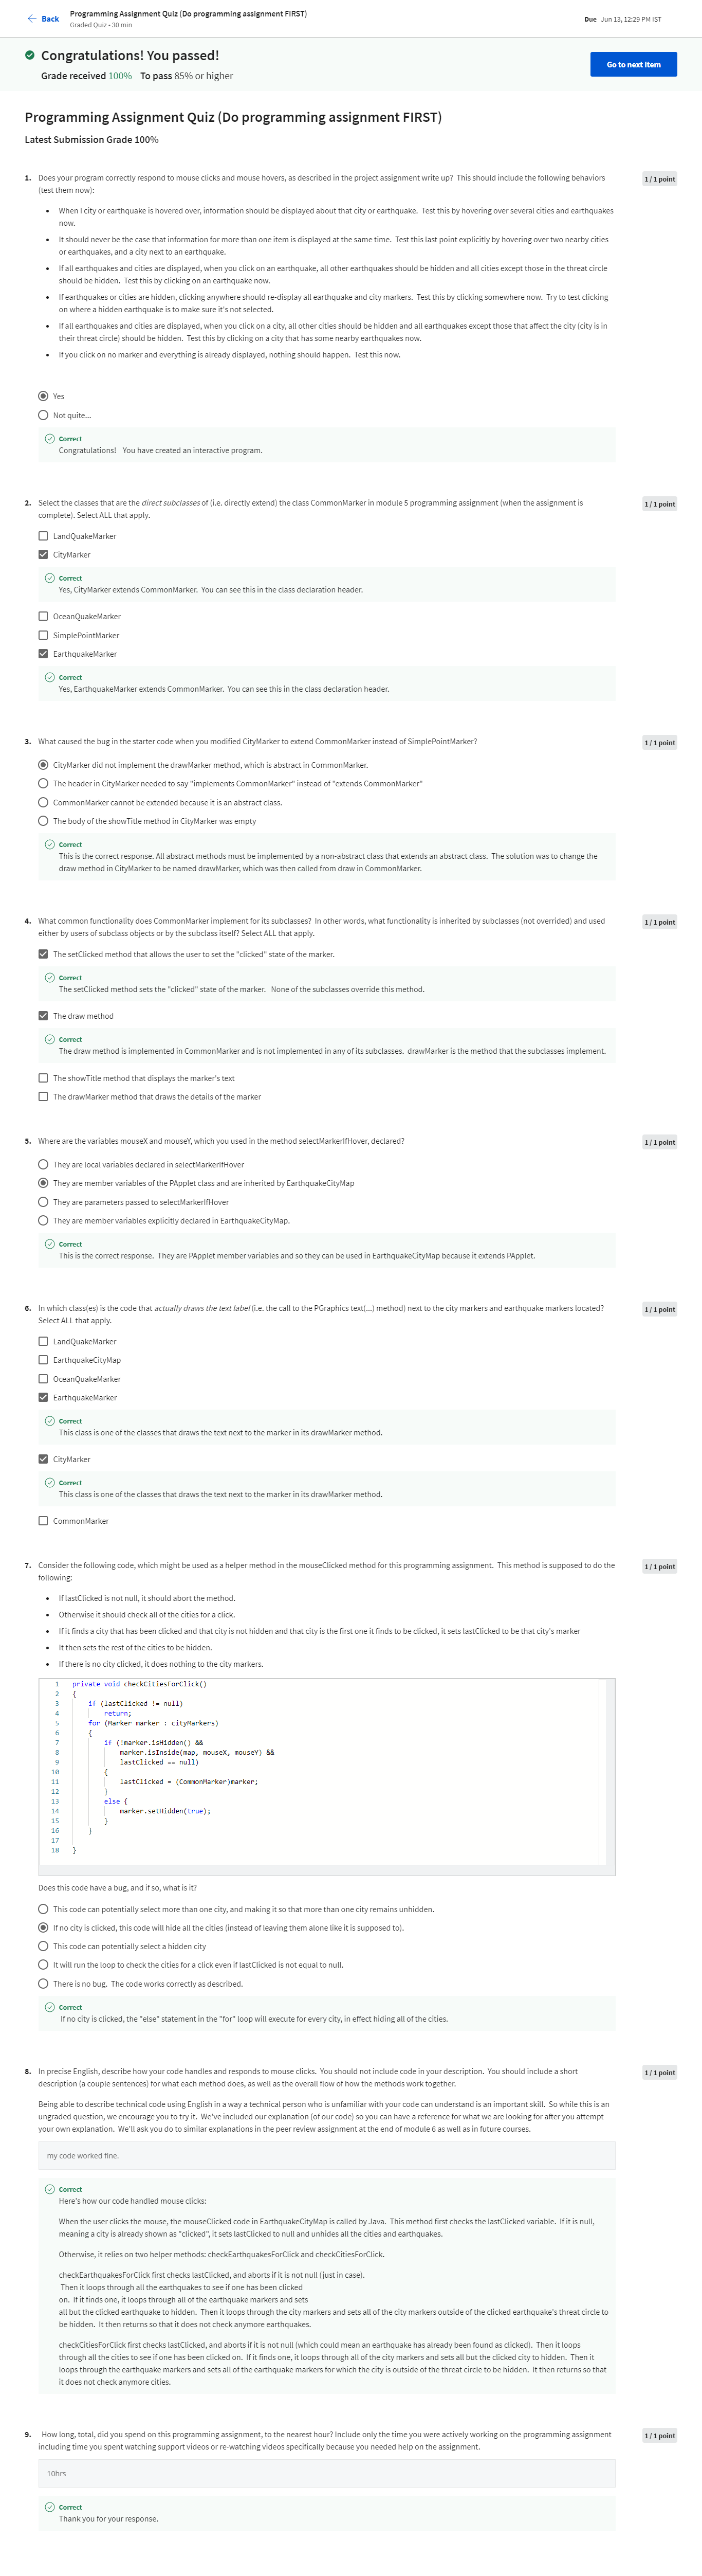 Back
Programming Assignment Quiz (Do programming assignment FIRST)
Graded Quiz • 30 min
Due Jun 13, 12:29 PM IST
Congratulations! You passed!
Grade received 100% To pass 85% or higher
Go to next item
Programming Assignment Quiz (Do programming assignment FIRST)
Latest Submission Grade 100%
1. Does your program correctly respond to mouse clicks and mouse hovers, as described in the project assignment write up? This should include the following behaviors
(test them now):
1 / 1 point
• When I city or earthquake is hovered over, information should be displayed about that city or earthquake. Test this by hovering over several cities and earthquakes
now.
• It should never be the case that information for more than one item is displayed at the same time. Test this last point explicitly by hovering over two nearby cities
or earthquakes, and a city next to an earthquake.
• If all earthquakes and cities are displayed, when you click on an earthquake, all other earthquakes should be hidden and all cities except those in the threat circle
should be hidden. Test this by clicking on an earthquake now.
• If earthquakes or cities are hidden, clicking anywhere should re-display all earthquake and city markers. Test this by clicking somewhere now. Try to test clicking
on where a hidden earthquake is to make sure it's not selected.
• If all earthquakes and cities are displayed, when you click on a city, all other cities should be hidden and all earthquakes except those that affect the city (city is in
their threat circle) should be hidden. Test this by clicking on a city that has some nearby earthquakes now.
• If you click on no marker and everything is already displayed, nothing should happen. Test this now.
Yes
Not quite...
Correct
Congratulations! You have created an interactive program.
2. Select the classes that are the direct subclasses of (i.e. directly extend) the class CommonMarker in module 5 programming assignment (when the assignment is
complete). Select ALL that apply.
1 / 1 point
LandQuakeMarker
CityMarker
Correct
Yes, CityMarker extends CommonMarker. You can see this in the class declaration header.
OceanQuakeMarker
SimplePointMarker
EarthquakeMarker
Correct
Yes, EarthquakeMarker extends CommonMarker. You can see this in the class declaration header.
3. What caused the bug in the starter code when you modified CityMarker to extend CommonMarker instead of SimplePointMarker?
1 / 1 point
CityMarker did not implement the drawMarker method, which is abstract in CommonMarker.
The header in CityMarker needed to say "implements CommonMarker" instead of "extends CommonMarker"
CommonMarker cannot be extended because it is an abstract class.
The body of the showTitle method in CityMarker was empty
Correct
This is the correct response. All abstract methods must be implemented by a non-abstract class that extends an abstract class. The solution was to change the
draw method in CityMarker to be named drawMarker, which was then called from draw in CommonMarker.
4. What common functionality does CommonMarker implement for its subclasses? In other words, what functionality is inherited by subclasses (not overrided) and used
either by users of subclass objects or by the subclass itself? Select ALL that apply.
1 / 1 point
The setClicked method that allows the user to set the "clicked" state of the marker.
Correct
The setClicked method sets the "clicked" state of the marker. None of the subclasses override this method.
The draw method
Correct
The draw method is implemented in CommonMarker and is not implemented in any of its subclasses. drawMarker is the method that the subclasses implement.
The showTitle method that displays the marker's text
The drawMarker method that draws the details of the marker
5. Where are the variables mouseX and mouseY, which you used in the method selectMarkerIfHover, declared?
1 / 1 point
They are local variables declared in selectMarkerIfHover
They are member variables of the PApplet class and are inherited by EarthquakeCityMap
They are parameters passed to selectMarkerIfHover
They are member variables explicitly declared in EarthquakeCityMap.
Correct
This is the correct response. They are PApplet member variables and so they can be used in EarthquakeCityMap because it extends PApplet.
6. In which class(es) is the code that actually draws the text label (i.e. the call to the PGraphics text(...) method) next to the city markers and earthquake markers located?
Select ALL that apply.
1 / 1 point
LandQuakeMarker
EarthquakeCityMap
OceanQuakeMarker
EarthquakeMarker
Correct
This class is one of the classes that draws the text next to the marker in its drawMarker method.
CityMarker
Correct
This class is one of the classes that draws the text next to the marker in its drawMarker method.
CommonMarker
7. Consider the following code, which might be used as a helper method in the mouseClicked method for this programming assignment. This method is supposed to do the
following:
1 / 1 point
• If lastClicked is not null, it should abort the method.
• Otherwise it should check all of the cities for a click.
• If it finds a city that has been clicked and that city is not hidden and that city is the first one it finds to be clicked, it sets lastClicked to be that city's marker
• It then sets the rest of the cities to be hidden.
• If there is no city clicked, it does nothing to the city markers.
1 private void checkCitiesForClick()
2 {
3 if (lastClicked != null)
4 return;
5 for (Marker marker : cityMarkers)
6 {
7 if (!marker.isHidden() &&
8 marker.isInside(map, mouseX, mouseY) &&
9 lastClicked == null)
10 {
11 lastClicked = (CommonMarker)marker;
12 }
13 else {
14 marker.setHidden(true);
15 }
16 }
17
18 }
Does this code have a bug, and if so, what is it?
This code can potentially select more than one city, and making it so that more than one city remains unhidden.
If no city is clicked, this code will hide all the cities (instead of leaving them alone like it is supposed to).
This code can potentially select a hidden city
It will run the loop to check the cities for a click even if lastClicked is not equal to null.
There is no bug. The code works correctly as described.
Correct
If no city is clicked, the "else" statement in the "for" loop will execute for every city, in effect hiding all of the cities.
8. In precise English, describe how your code handles and responds to mouse clicks. You should not include code in your description. You should include a short
description (a couple sentences) for what each method does, as well as the overall flow of how the methods work together.
1 / 1 point
Being able to describe technical code using English in a way a technical person who is unfamiliar with your code can understand is an important skill. So while this is an
ungraded question, we encourage you to try it. We've included our explanation (of our code) so you can have a reference for what we are looking for after you attempt
your own explanation. We'll ask you do to similar explanations in the peer review assignment at the end of module 6 as well as in future courses.
my code worked fine.
Correct
Here's how our code handled mouse clicks:
When the user clicks the mouse, the mouseClicked code in EarthquakeCityMap is called by Java. This method first checks the lastClicked variable. If it is null,
meaning a city is already shown as "clicked", it sets lastClicked to null and unhides all the cities and earthquakes.
Otherwise, it relies on two helper methods: checkEarthquakesForClick and checkCitiesForClick.
checkEarthquakesForClick first checks lastClicked, and aborts if it is not null (just in case).
Then it loops through all the earthquakes to see if one has been clicked
on. If it finds one, it loops through all of the earthquake markers and sets
all but the clicked earthquake to hidden. Then it loops through the city markers and sets all of the city markers outside of the clicked earthquake's threat circle to
be hidden. It then returns so that it does not check anymore earthquakes.
checkCitiesForClick first checks lastClicked, and aborts if it is not null (which could mean an earthquake has already been found as clicked). Then it loops
through all the cities to see if one has been clicked on. If it finds one, it loops through all of the city markers and sets all but the clicked city to hidden. Then it
loops through the earthquake markers and sets all of the earthquake markers for which the city is outside of the threat circle to be hidden. It then returns so that
it does not check anymore cities.
9. How long, total, did you spend on this programming assignment, to the nearest hour? Include only the time you were actively working on the programming assignment
including time you spent watching support videos or re-watching videos specifically because you needed help on the assignment.
1 / 1 point
10hrs
Correct
Thank you for your response.